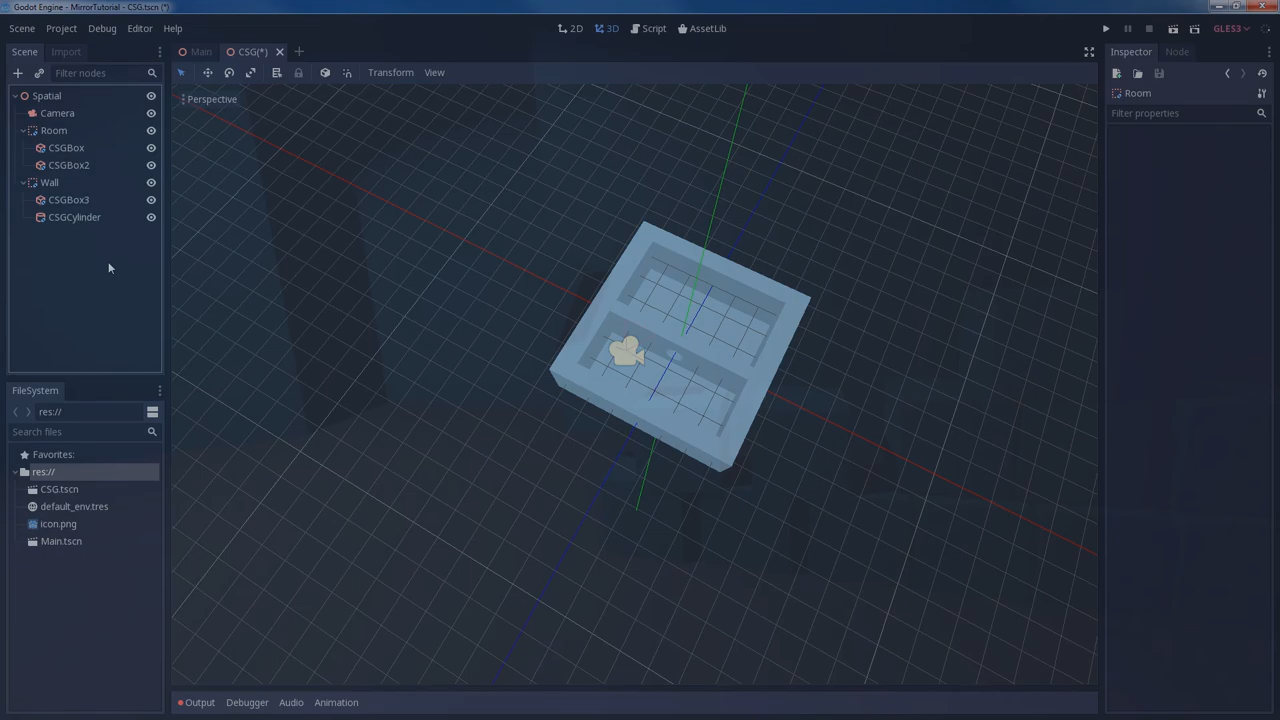 Godot Engine - MirrorTutorial - CSG.tscn (*)
Scene Project Debug Editor Help
2D 3D Script AssetLib
GLES3
Scene Import
Main CSG(*)
Inspector Node
Filter nodes
Transform View
Room
Perspective
Filter properties
Spatial
Camera
Room
CSGBox
CSGBox2
Wall
CSGBox3
CSGCylinder
FileSystem
res://
Search files
Favorites:
res://
CSG.tscn
default_env.tres
icon.png
Main.tscn
Output Debugger Audio Animation